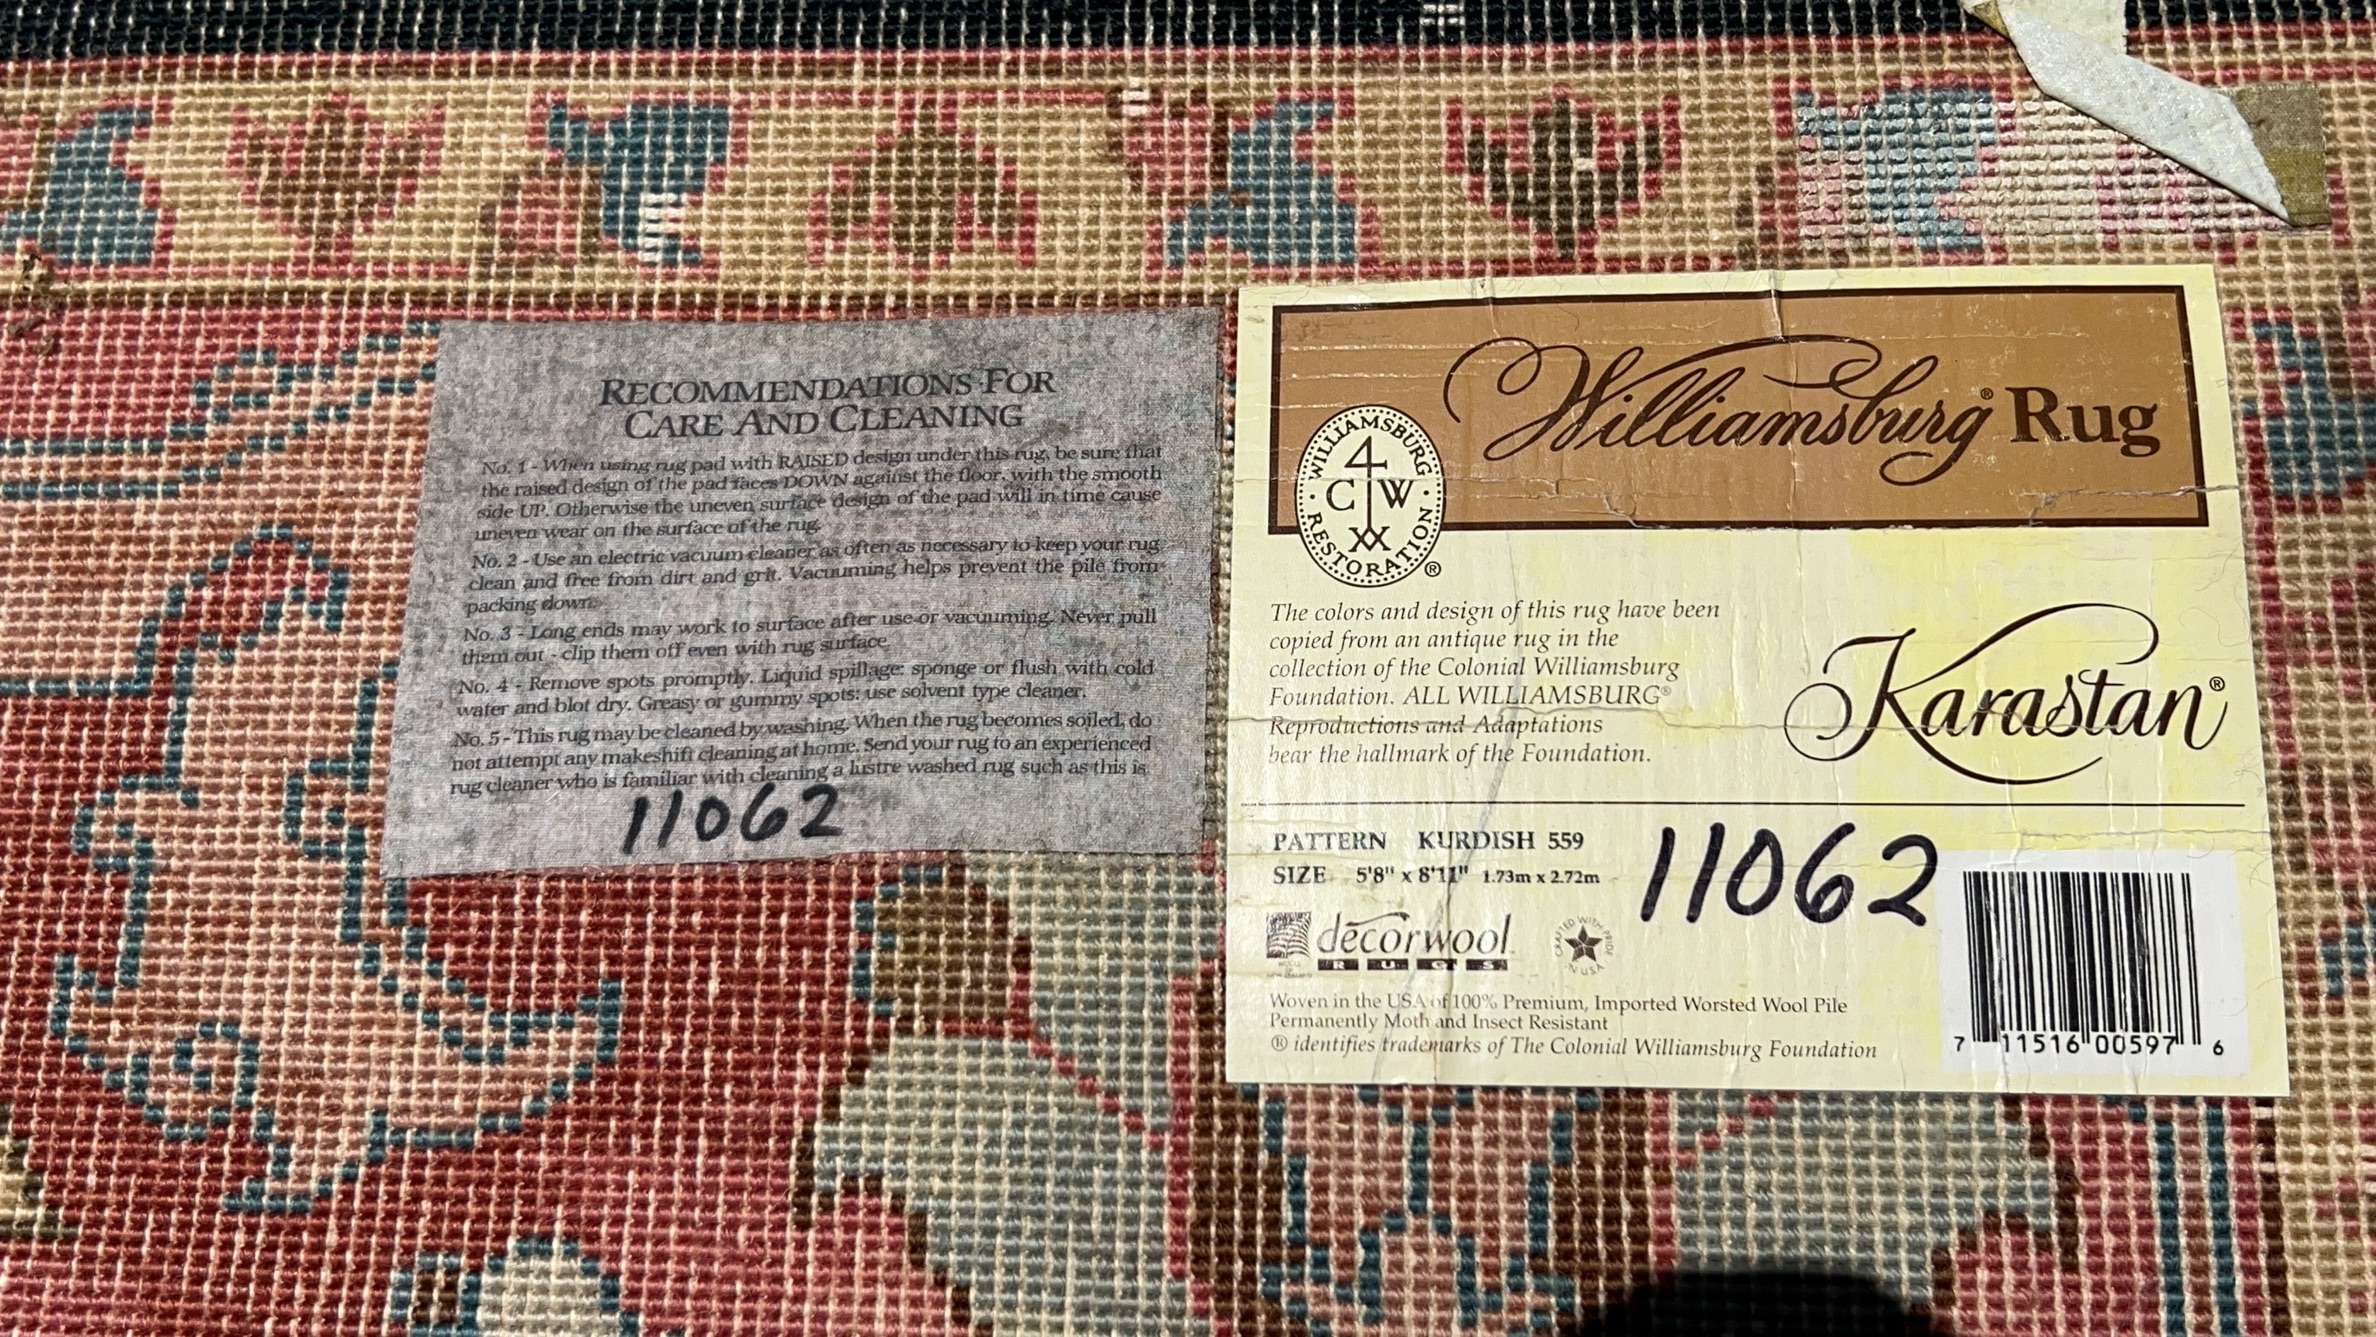 RECOMMENDATIONS FOR
CARE AND CLEANING
No. 1 - When using rug pad with RAISED design under this rug, be sure that
the raised design of the pad faces DOWN against the floor, with the smooth
side UP. Otherwise the uneven surface design of the pad will in time cause
uneven wear on the surface of the rug.
No. 2 - Use an electric vacuum cleaner as often as necessary to keep your rug
clean and free from dirt and grit. Vacuuming helps prevent the pile from
packing down.
No. 3 - Long ends may work to surface after use or vacuuming. Never pull
them out - clip them off even with rug surface.
No. 4 - Remove spots promptly. Liquid spillage: sponge or flush with cold
water and blot dry. Greasy or gummy spots: use solvent type cleaner.
No. 5 - This rug may be cleaned by washing. When the rug becomes soiled, do
not attempt any makeshift cleaning at home. Send your rug to an experienced
rug cleaner who is familiar with cleaning a lustre washed rug such as this is.
11062
Williamsburg® Rug
WILLIAMSBURG
CW
RESTORATION ®
The colors and design of this rug have been
copied from an antique rug in the
collection of the Colonial Williamsburg
Foundation. ALL WILLIAMSBURG®
Reproductions and Adaptations
bear the hallmark of the Foundation.
Karastan®
PATTERN KURDISH 559
SIZE 5'8" x 8'11" 1.73m x 2.72m
11062
decorwool
RUGS
CRAFTED WITH PRIDE
IN USA
Woven in the USA of 100% Premium, Imported Worsted Wool Pile
Permanently Moth and Insect Resistant
® identifies trademarks of The Colonial Williamsburg Foundation
7 11516 00597 6